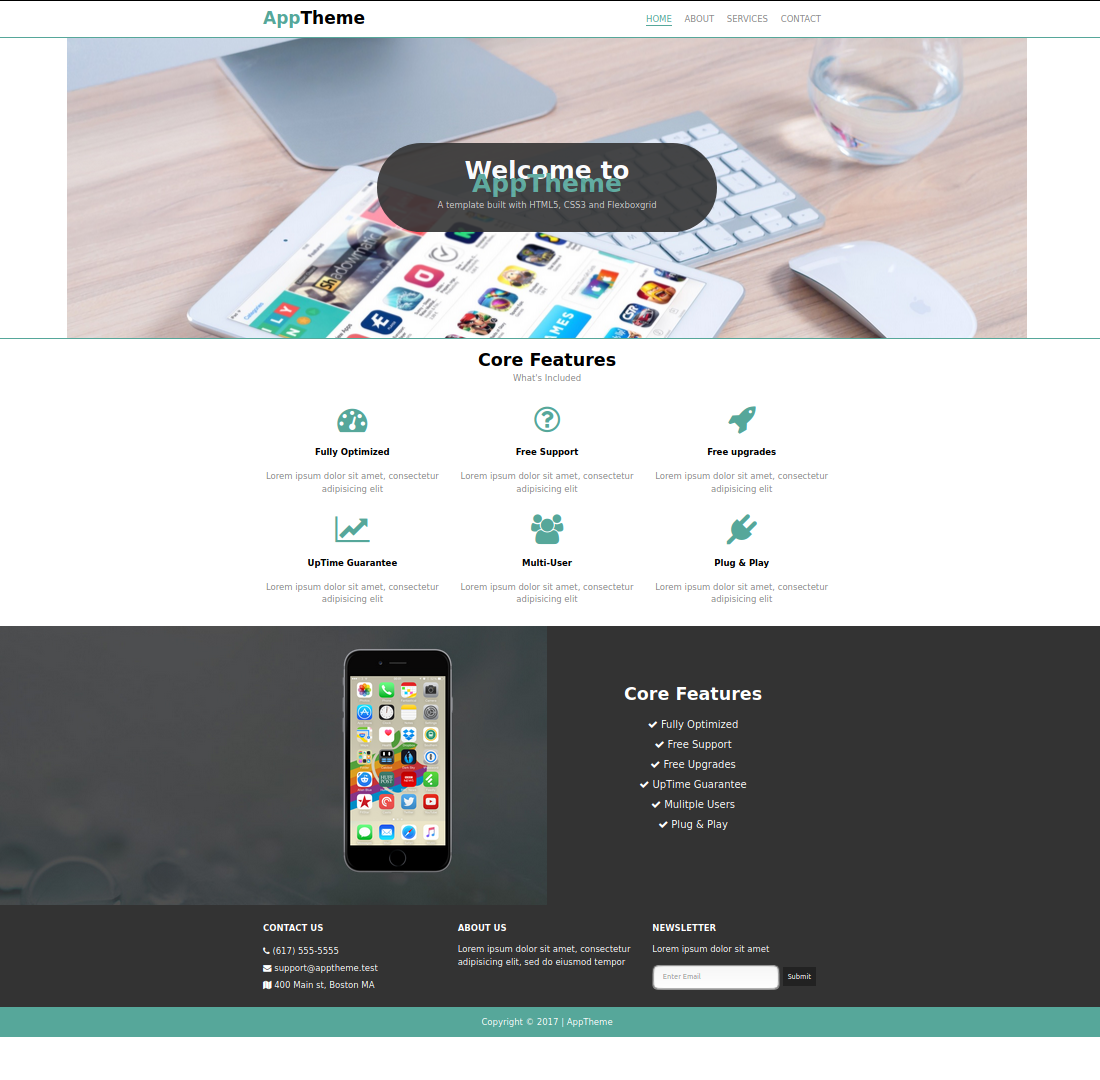 AppTheme
HOME ABOUT SERVICES CONTACT
Welcome to
AppTheme
A template built with HTML5, CSS3 and Flexboxgrid
Shadowmatic
Categories
GAMES
Core Features
What's Included
Fully Optimized
Lorem ipsum dolor sit amet, consectetur
adipisicing elit
Free Support
Lorem ipsum dolor sit amet, consectetur
adipisicing elit
Free upgrades
Lorem ipsum dolor sit amet, consectetur
adipisicing elit
UpTime Guarantee
Lorem ipsum dolor sit amet, consectetur
adipisicing elit
Multi-User
Lorem ipsum dolor sit amet, consectetur
adipisicing elit
Plug & Play
Lorem ipsum dolor sit amet, consectetur
adipisicing elit
Core Features
Fully Optimized
Free Support
Free Upgrades
UpTime Guarantee
Mulitple Users
Plug & Play
CONTACT US
(617) 555-5555
support@apptheme.test
400 Main st, Boston MA
ABOUT US
Lorem ipsum dolor sit amet, consectetur
adipisicing elit, sed do eiusmod tempor
NEWSLETTER
Lorem ipsum dolor sit amet
Enter Email
Submit
Copyright © 2017 | AppTheme